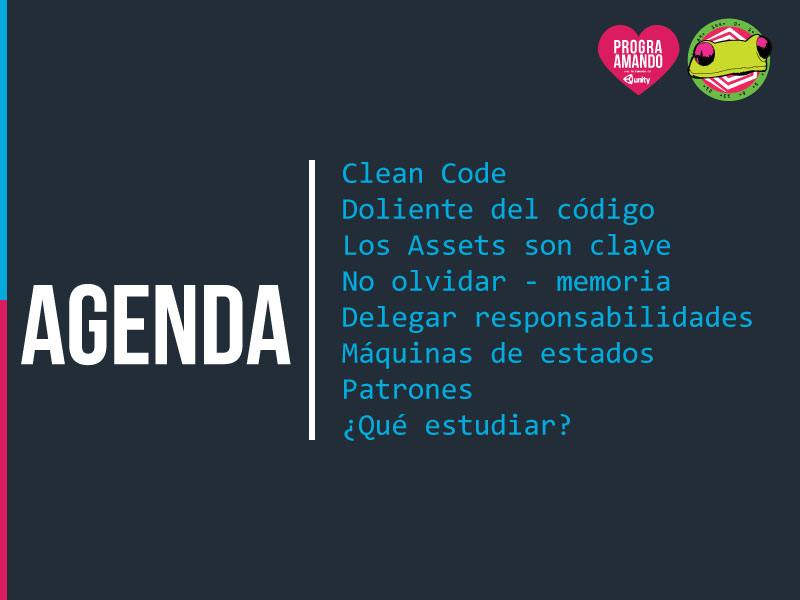 PROGRA
AMANDO
unity
AGENDA
Clean Code
Doliente del código
Los Assets son clave
No olvidar - memoria
Delegar responsabilidades
Máquinas de estados
Patrones
¿Qué estudiar?